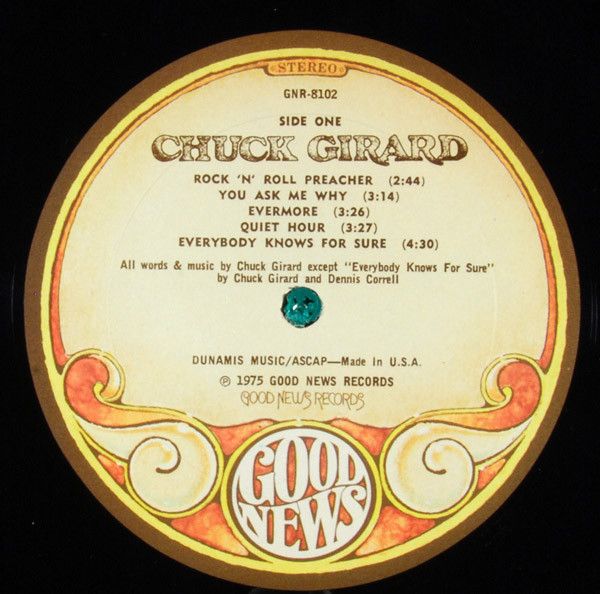 STEREO
GNR-8102
SIDE ONE
CHUCK GIRARD
ROCK 'N' ROLL PREACHER (2:44)
YOU ASK ME WHY (3:14)
EVERMORE (3:26)
QUIET HOUR (3:27)
EVERYBODY KNOWS FOR SURE (4:30)
All words & music by Chuck Girard except "Everybody Knows For Sure"
by Chuck Girard and Dennis Correll
DUNAMIS MUSIC/ASCAP—Made In U.S.A.
℗ 1975 GOOD NEWS RECORDS
GOOD NEWS RECORDS
GOOD
NEWS